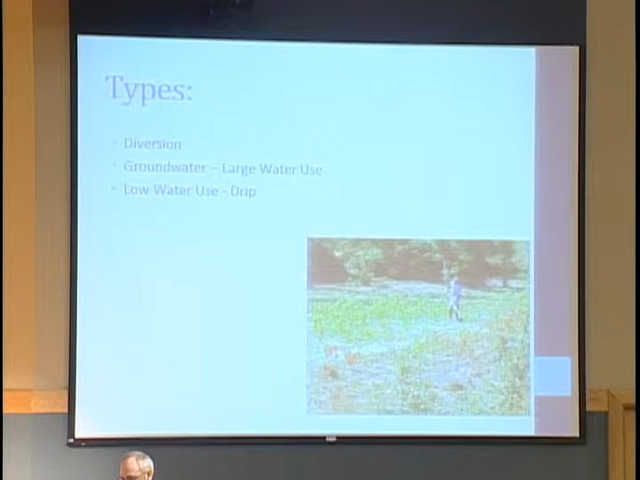 Types:
Diversion
Groundwater – Large Water Use
Low Water Use - Drip